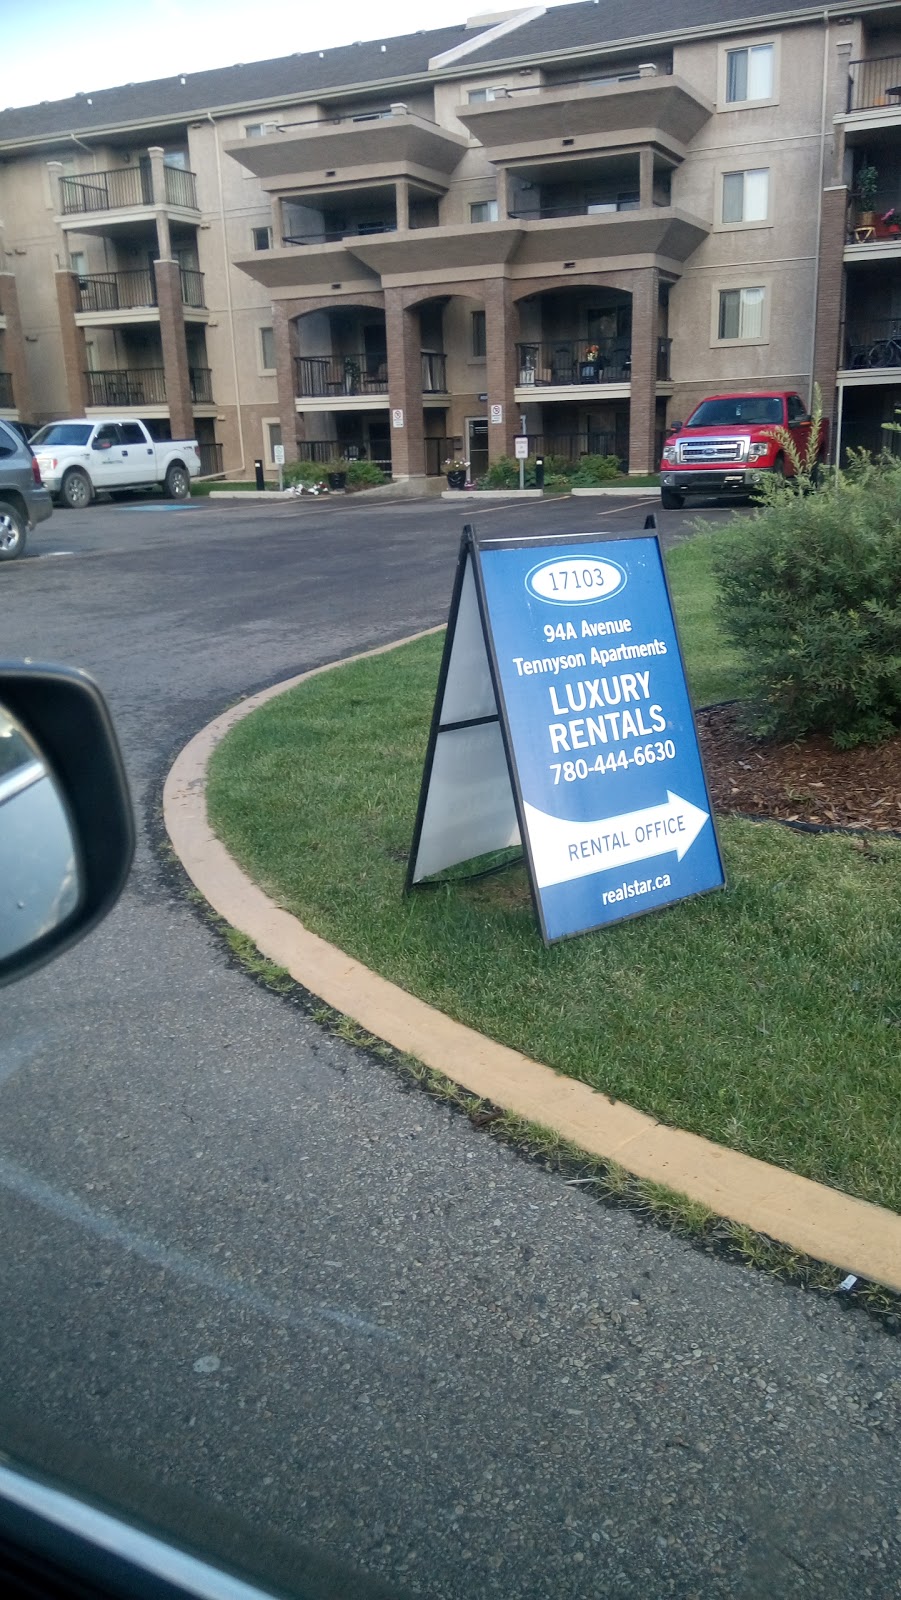 17103
94A Avenue
Tennyson Apartments
LUXURY
RENTALS
780-444-6630
RENTAL OFFICE
realstar.ca